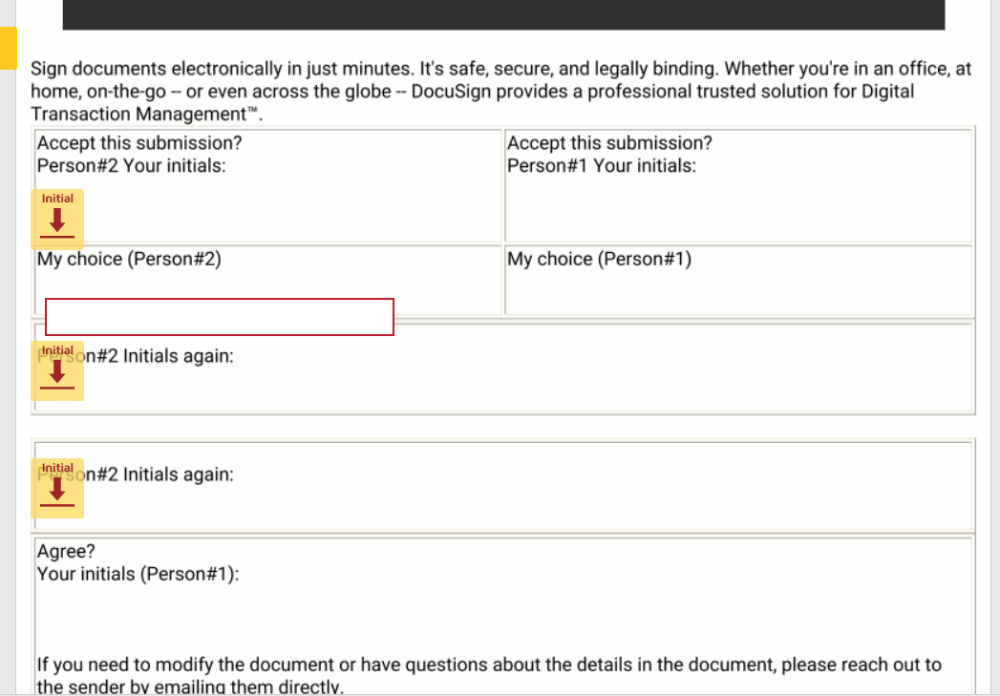 Sign documents electronically in just minutes. It's safe, secure, and legally binding. Whether you're in an office, at
home, on-the-go -- or even across the globe -- DocuSign provides a professional trusted solution for Digital
Transaction Management™.
Accept this submission?
Person#2 Your initials:
Initial
Accept this submission?
Person#1 Your initials:
My choice (Person#2)
My choice (Person#1)
Initial
Person#2 Initials again:
Initial
Person#2 Initials again:
Agree?
Your initials (Person#1):
If you need to modify the document or have questions about the details in the document, please reach out to
the sender by emailing them directly.